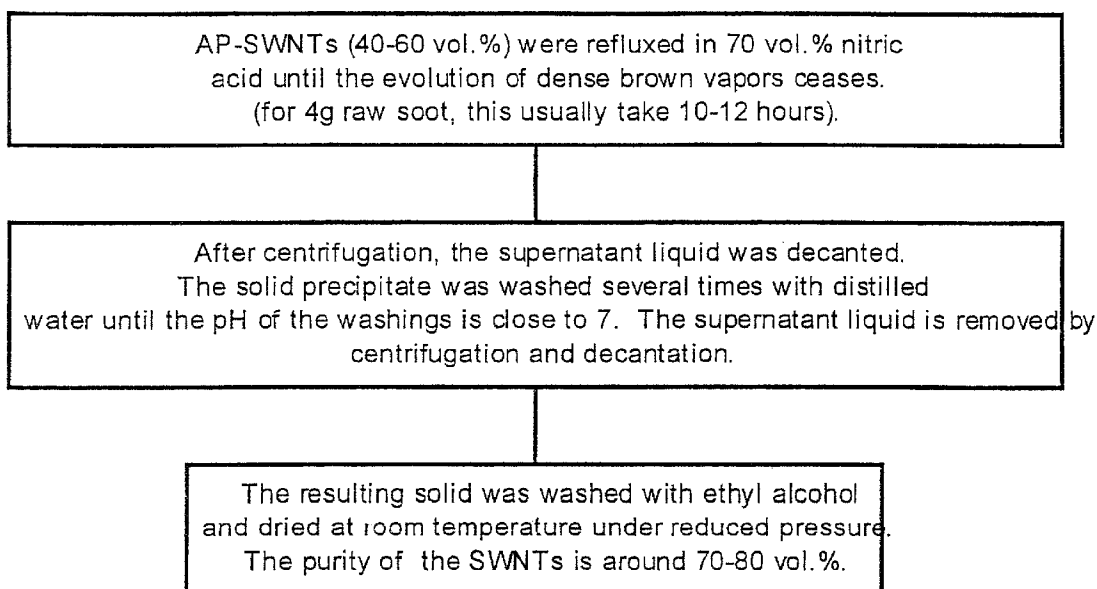 AP-SWNTs (40-60 vol.%) were refluxed in 70 vol.% nitric
acid until the evolution of dense brown vapors ceases.
(for 4g raw soot, this usually take 10-12 hours).
After centrifugation, the supernatant liquid was decanted.
The solid precipitate was washed several times with distilled
water until the pH of the washings is close to 7. The supernatant liquid is removed by
centrifugation and decantation.
The resulting solid was washed with ethyl alcohol
and dried at room temperature under reduced pressure.
The purity of the SWNTs is around 70-80 vol.%.